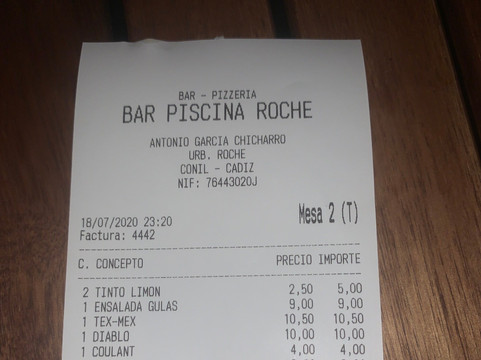 BAR - PIZZERIA
BAR PISCINA ROCHE
ANTONIO GARCIA CHICHARRO
URB. ROCHE
CONIL - CADIZ
NIF: 76443020J
Mesa 2 (T)
18/07/2020 23:20
Factura: 4442
C. CONCEPTO PRECIO IMPORTE
2 TINTO LIMON 2,50 5,00
1 ENSALADA GULAS 9,00 9,00
1 TEX-MEX 10,50 10,50
1 DIABLO 10,00 10,00
1 COULANT 4,00 4,00